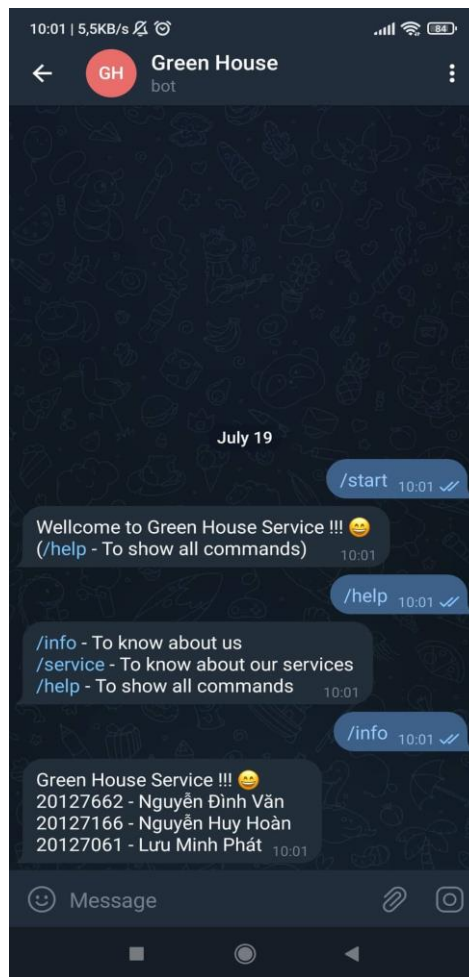 10:01 | 5,5KB/s
84
GH
Green House
bot
July 19
/start 10:01
Wellcome to Green House Service !!! 😄
(/help - To show all commands) 10:01
/help 10:01
/info - To know about us
/service - To know about our services
/help - To show all commands 10:01
/info 10:01
Green House Service !!! 😄
20127662 - Nguyễn Đình Văn
20127166 - Nguyễn Huy Hoàn
20127061 - Lưu Minh Phát 10:01
Message